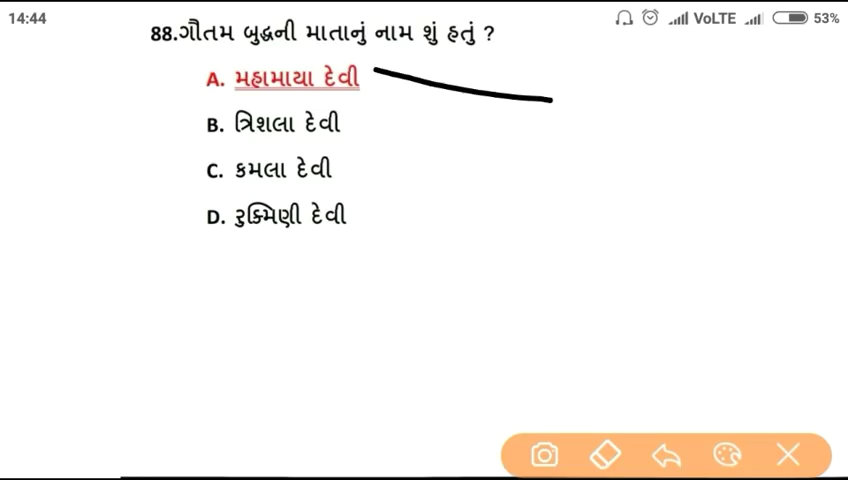 14:44 VoLTE 53%
88.ગૌતમ બુદ્ધની માતાનું નામ શું હતું ?
A. મહામાયા દેવી
B. ત્રિશલા દેવી
C. કમલા દેવી
D. રુક્મિણી દેવી